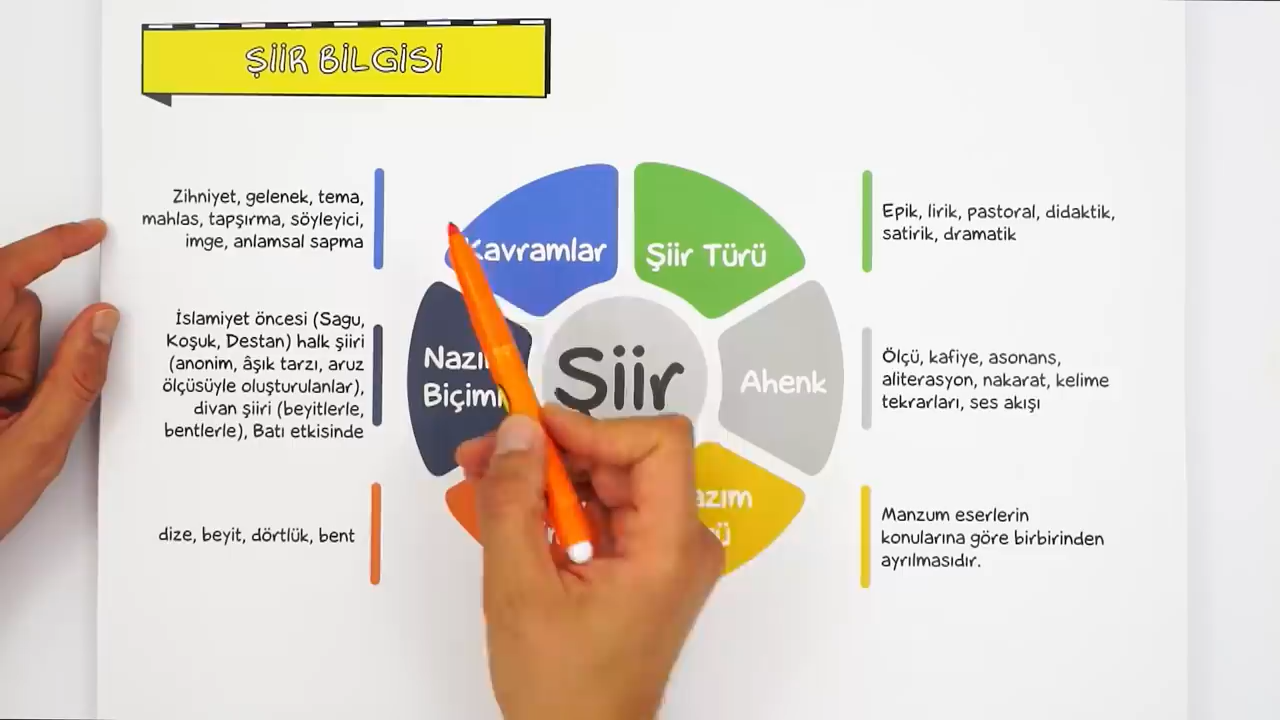 ŞİİR BİLGİSİ
Zihniyet, gelenek, tema,
mahlas, tapşırma, söyleyici,
imge, anlamsal sapma
İslamiyet öncesi (Sagu,
Koşuk, Destan) halk şiiri
(anonim, âşık tarzı, aruz
ölçüsüyle oluşturulanlar),
divan şiiri (beyitlerle,
bentlerle), Batı etkisinde
dize, beyit, dörtlük, bent
Kavramlar
Şiir Türü
Şiir
Ahenk
Epik, lirik, pastoral, didaktik,
satirik, dramatik
Ölçü, kafiye, asonans,
aliterasyon, nakarat, kelime
tekrarları, ses akışı
Manzum eserlerin
konularına göre birbirinden
ayrılmasıdır.